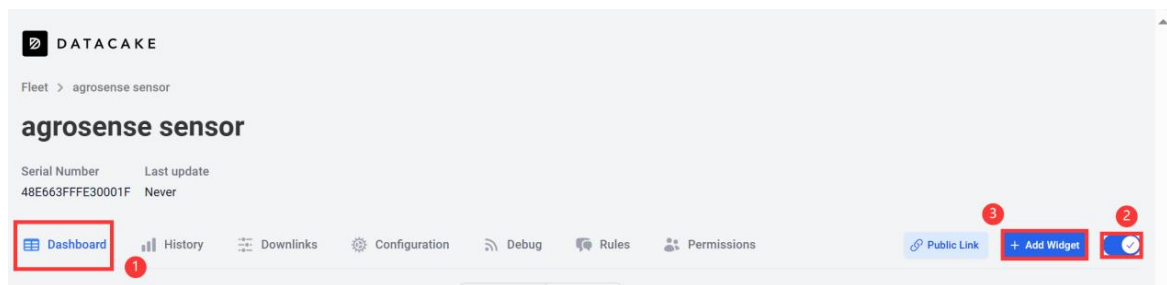 DATACAKE
Fleet > agrosense sensor
agrosense sensor
Serial Number Last update
48E663FFFE30001F Never
3 2
Dashboard History Downlinks Configuration Debug Rules Permissions Public Link + Add Widget
1